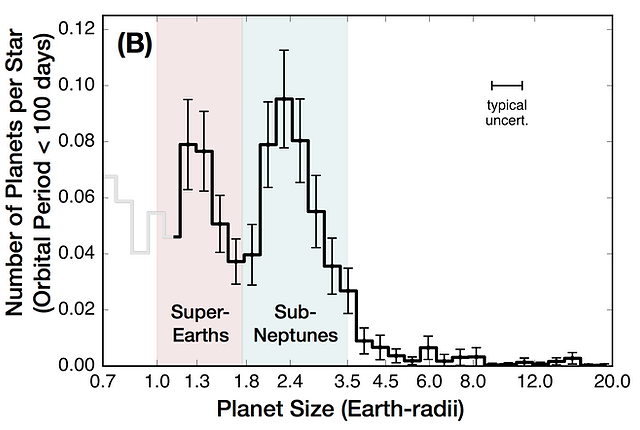 (B)
0.12
0.10
0.08
0.06
0.04
0.02
0.00
Number of Planets per Star
(Orbital Period < 100 days)
typical
uncert.
Super-
Earths
Sub-
Neptunes
0.7 1.0 1.3 1.8 2.4 3.5 4.5 6.0 8.0 12.0 20.0
Planet Size (Earth-radii)